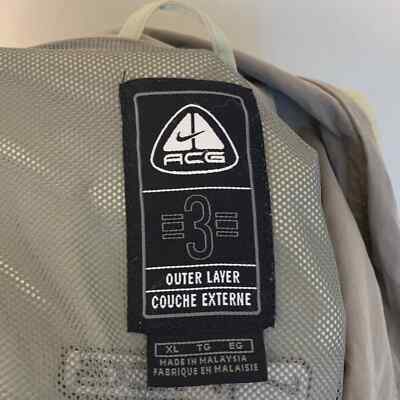 ACG
3
OUTER LAYER
COUCHE EXTERNE
XL TG EG
MADE IN MALAYSIA
FABRIQUE EN MALAISIE